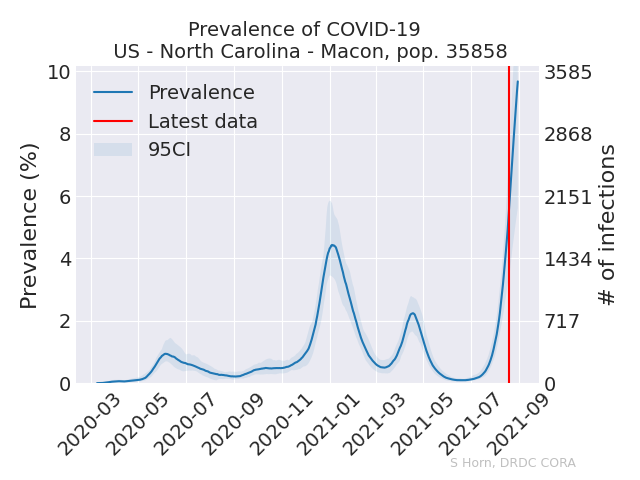 Prevalence of COVID-19
US - North Carolina - Macon, pop. 35858
Prevalence
Latest data
95CI
Prevalence (%)
10
8
6
4
2
0
3585
2868
2151
1434
717
0
# of infections
2020-03
2020-05
2020-07
2020-09
2020-11
2021-01
2021-03
2021-05
2021-07
2021-09
S Horn, DRDC CORA